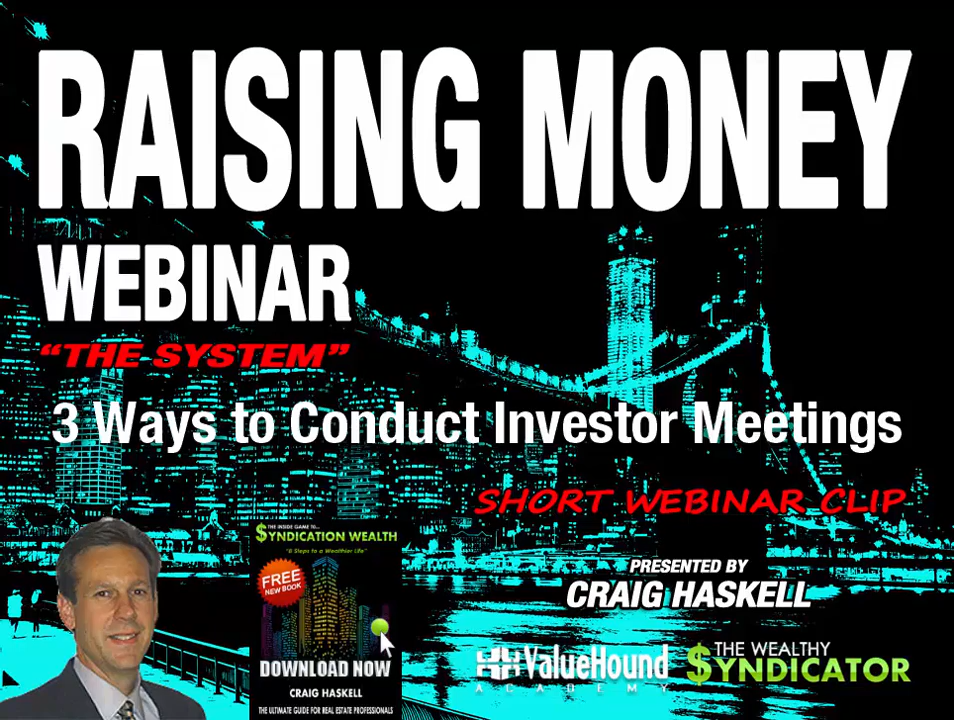 RAISING MONEY
WEBINAR
"THE SYSTEM"
3 Ways to Conduct Investor Meetings
SHORT WEBINAR CLIP
PRESENTED BY
CRAIG HASKELL
THE INSIDE GAME TO...
$YNDICATION WEALTH
"8 Steps to a Wealthier Life"
FREE
NEW BOOK
DOWNLOAD NOW
CRAIG HASKELL
THE ULTIMATE GUIDE FOR REAL ESTATE PROFESSIONALS
ValueHound
ACADEMY
THE WEALTHY
$YNDICATOR